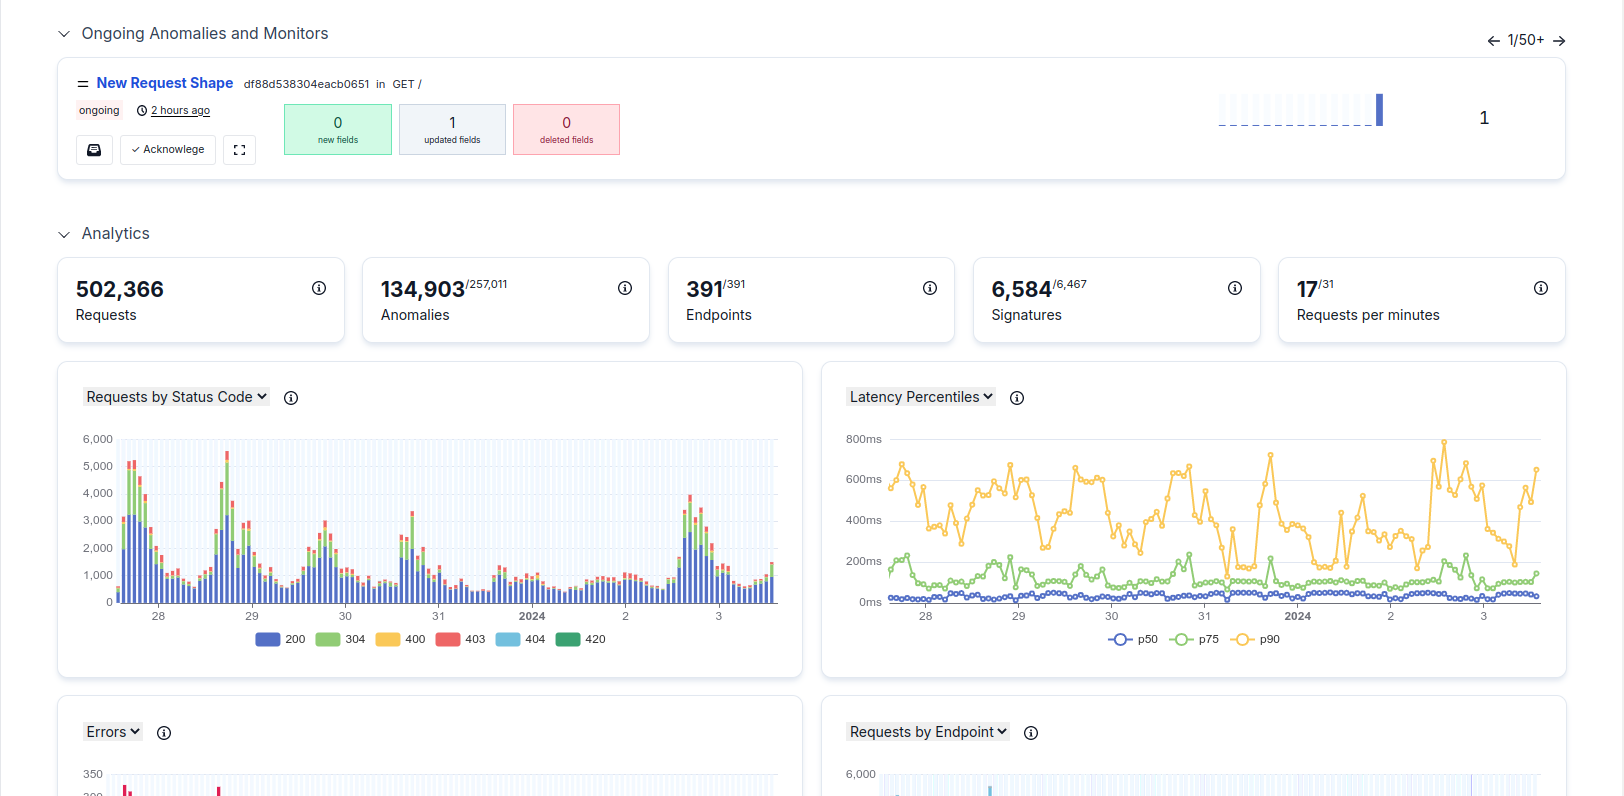 Ongoing Anomalies and Monitors
1/50+
New Request Shape df88d538304eacb0651 in GET /
ongoing 2 hours ago
0 1 0
new fields updated fields deleted fields
1
Acknowlege
Analytics
502,366 134,903/257,011 391/391 6,584/6,467 17/31
Requests Anomalies Endpoints Signatures Requests per minutes
Requests by Status Code
6,000
5,000
4,000
3,000
2,000
1,000
0
28 29 30 31 2024 2 3
200 304 400 403 404 420
Latency Percentiles
800ms
600ms
400ms
200ms
0ms
28 29 30 31 2024 2 3
p50 p75 p90
Errors
350
Requests by Endpoint
6,000